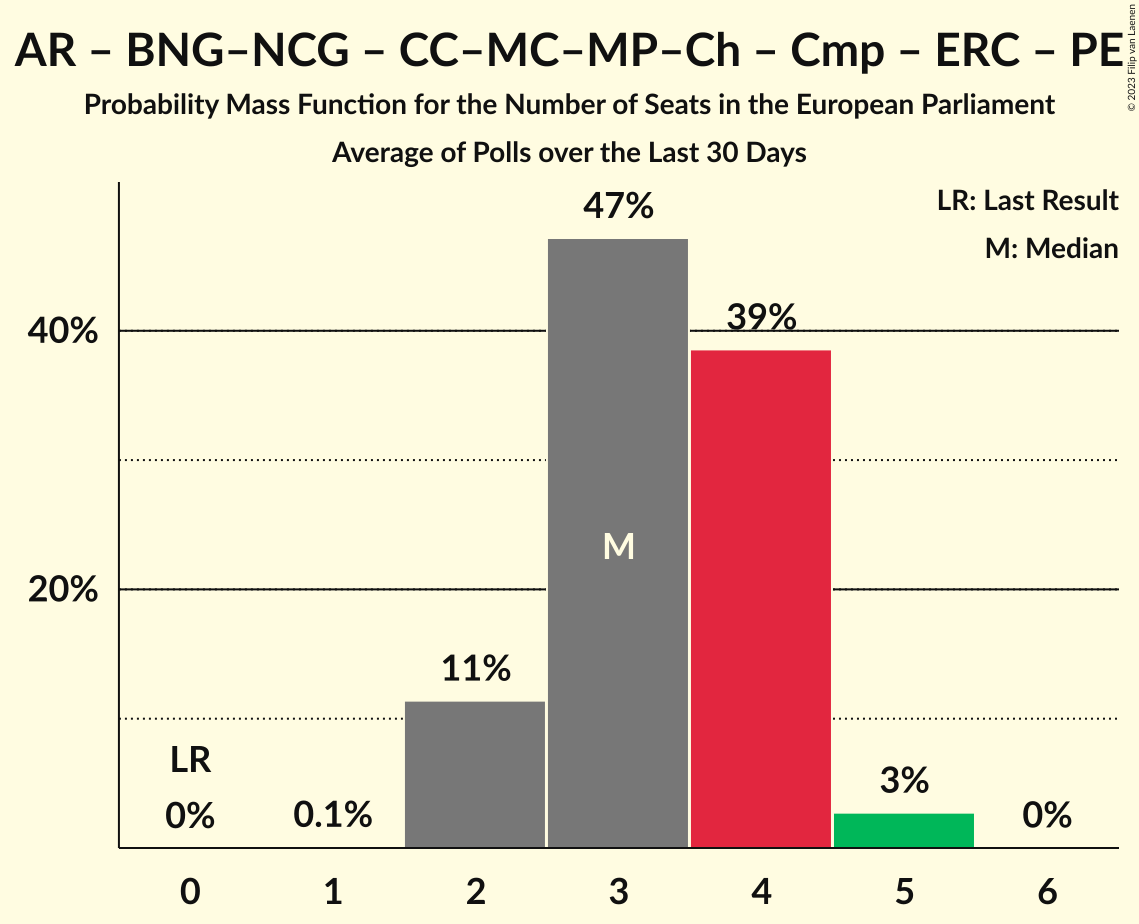 AR – BNG–NCG – CC–MC–MP–Ch – Cmp – ERC – PE
Probability Mass Function for the Number of Seats in the European Parliament
Average of Polls over the Last 30 Days
© 2023 Filip van Laenen
LR: Last Result
M: Median
47%
39%
40%
M
20%
11%
LR
0%
0.1%
3%
0%
0 1 2 3 4 5 6